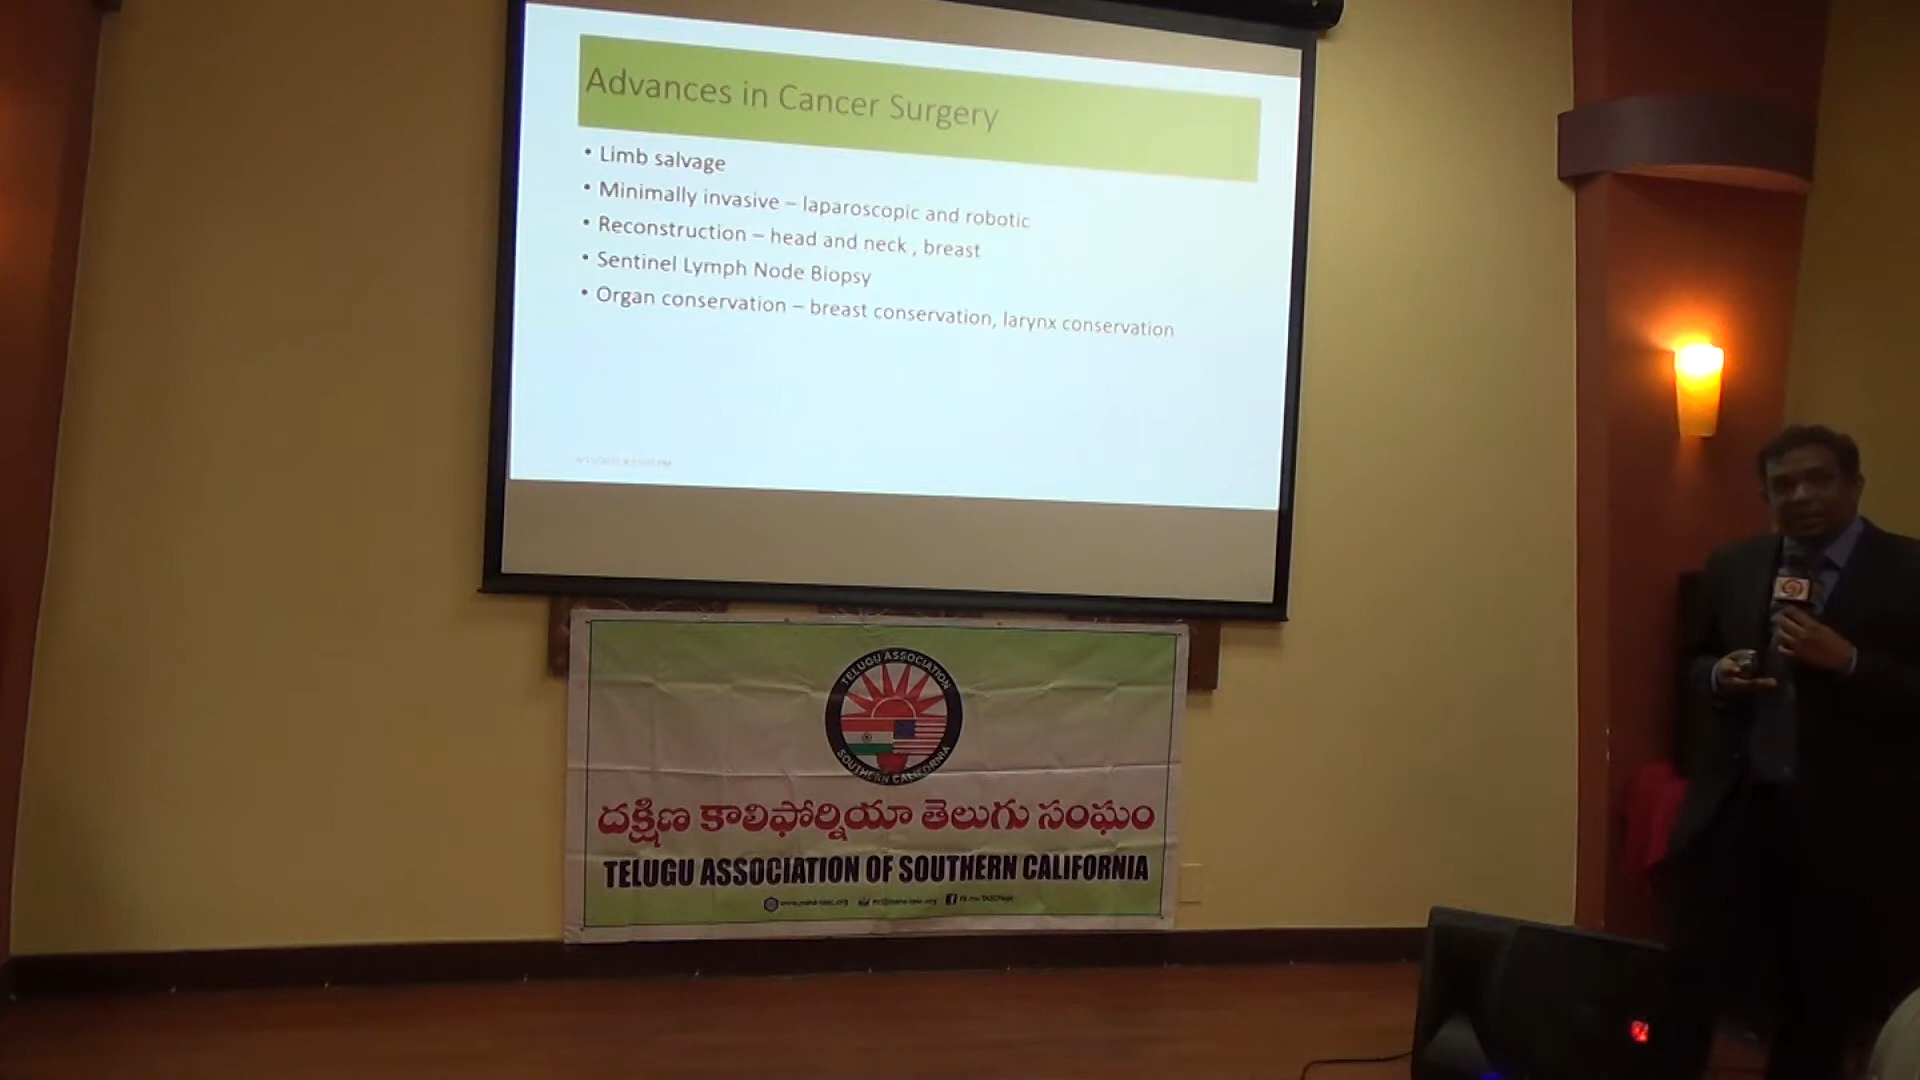 Advances in Cancer Surgery
• Limb salvage
• Minimally invasive – laparoscopic and robotic
• Reconstruction – head and neck , breast
• Sentinel Lymph Node Biopsy
• Organ conservation – breast conservation, larynx conservation
TELUGU ASSOCIATION
SOUTHERN CALIFORNIA
దక్షిణ కాలిఫోర్నియా తెలుగు సంఘం
TELUGU ASSOCIATION OF SOUTHERN CALIFORNIA